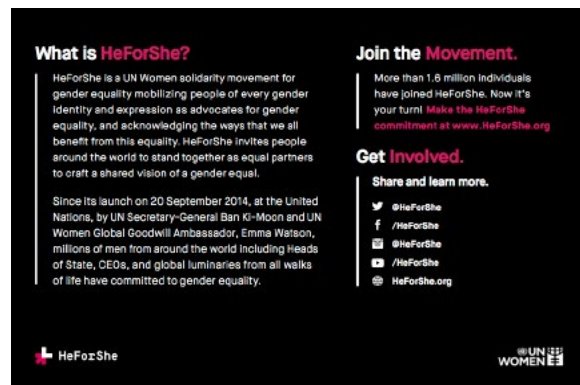 What is HeForShe?
HeForShe is a UN Women solidarity movement for
gender equality mobilizing people of every gender
identity and expression as advocates for gender
equality, and acknowledging the ways that we all
benefit from this equality. HeForShe invites people
around the world to stand together as equal partners
to craft a shared vision of a gender equal.
Since its launch on 20 September 2014, at the United
Nations, by UN Secretary-General Ban Ki-Moon and UN
Women Global Goodwill Ambassador, Emma Watson,
millions of men from around the world including Heads
of State, CEOs, and global luminaries from all walks
of life have committed to gender equality.
Join the Movement.
More than 1.6 million individuals
have joined HeForShe. Now it's
your turn! Make the HeForShe
commitment at www.HeForShe.org
Get Involved.
Share and learn more.
@HeForShe
/HeForShe
@HeForShe
/HeForShe
HeForShe.org
HeForShe
UN
WOMEN